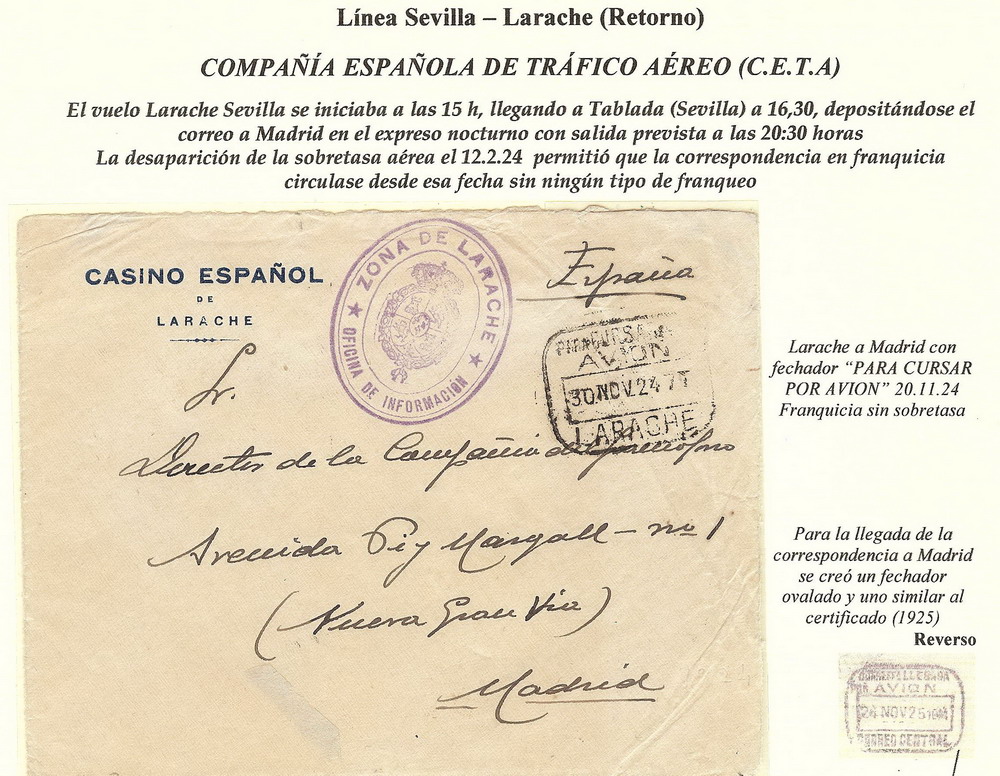 Línea Sevilla – Larache (Retorno)
COMPAÑÍA ESPAÑOLA DE TRÁFICO AÉREO (C.E.T.A)
El vuelo Larache Sevilla se iniciaba a las 15 h, llegando a Tablada (Sevilla) a 16,30, depositándose el
correo a Madrid en el expreso nocturno con salida prevista a las 20:30 horas
La desaparición de la sobretasa aérea el 12.2.24 permitió que la correspondencia en franquicia
circulase desde esa fecha sin ningún tipo de franqueo
CASINO ESPAÑOL
DE
LARACHE
★ ZONA DE LARACHE ★
OFICINA DE INFORMACIÓN
España
AVION
30 NOV.24 7T
LARACHE
Sr.
Director de la Compañia del
Avenida Pi y Margall – nº 1
(Nueva Gran Via)
Madrid
Larache a Madrid con
fechador “PARA CURSAR
POR AVION” 20.11.24
Franquicia sin sobretasa
Para la llegada de la
correspondencia a Madrid
se creó un fechador
ovalado y uno similar al
certificado (1925)
Reverso
AVION
NOV 25
CORREO CENTRAL